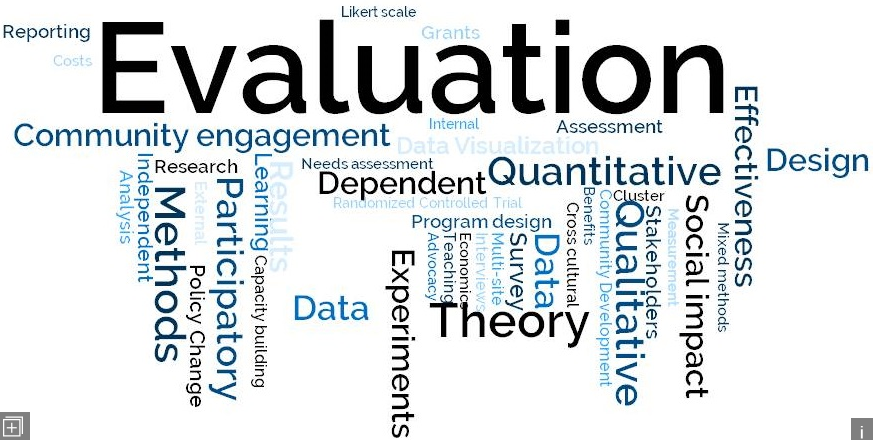 Likert scale
Reporting
Evaluation
Grants
Costs
Internal
Assessment
Community engagement
Data Visualization
Effectiveness
Design
Needs assessment
Research
Quantitative
Dependent
Independent
Analysis
Learning
Results
Randomized Controlled Trial
Program design
Methods
External
Participatory
Policy Change
Capacity building
Data
Experiments
Advocacy
Teaching
Economics
Interviews
Multi-site
Survey
Data
Theory
Cross cultural
Benefits
Cluster
Community Development
Qualitative
Stakeholders
Measurement
Social impact
Mixed methods
i